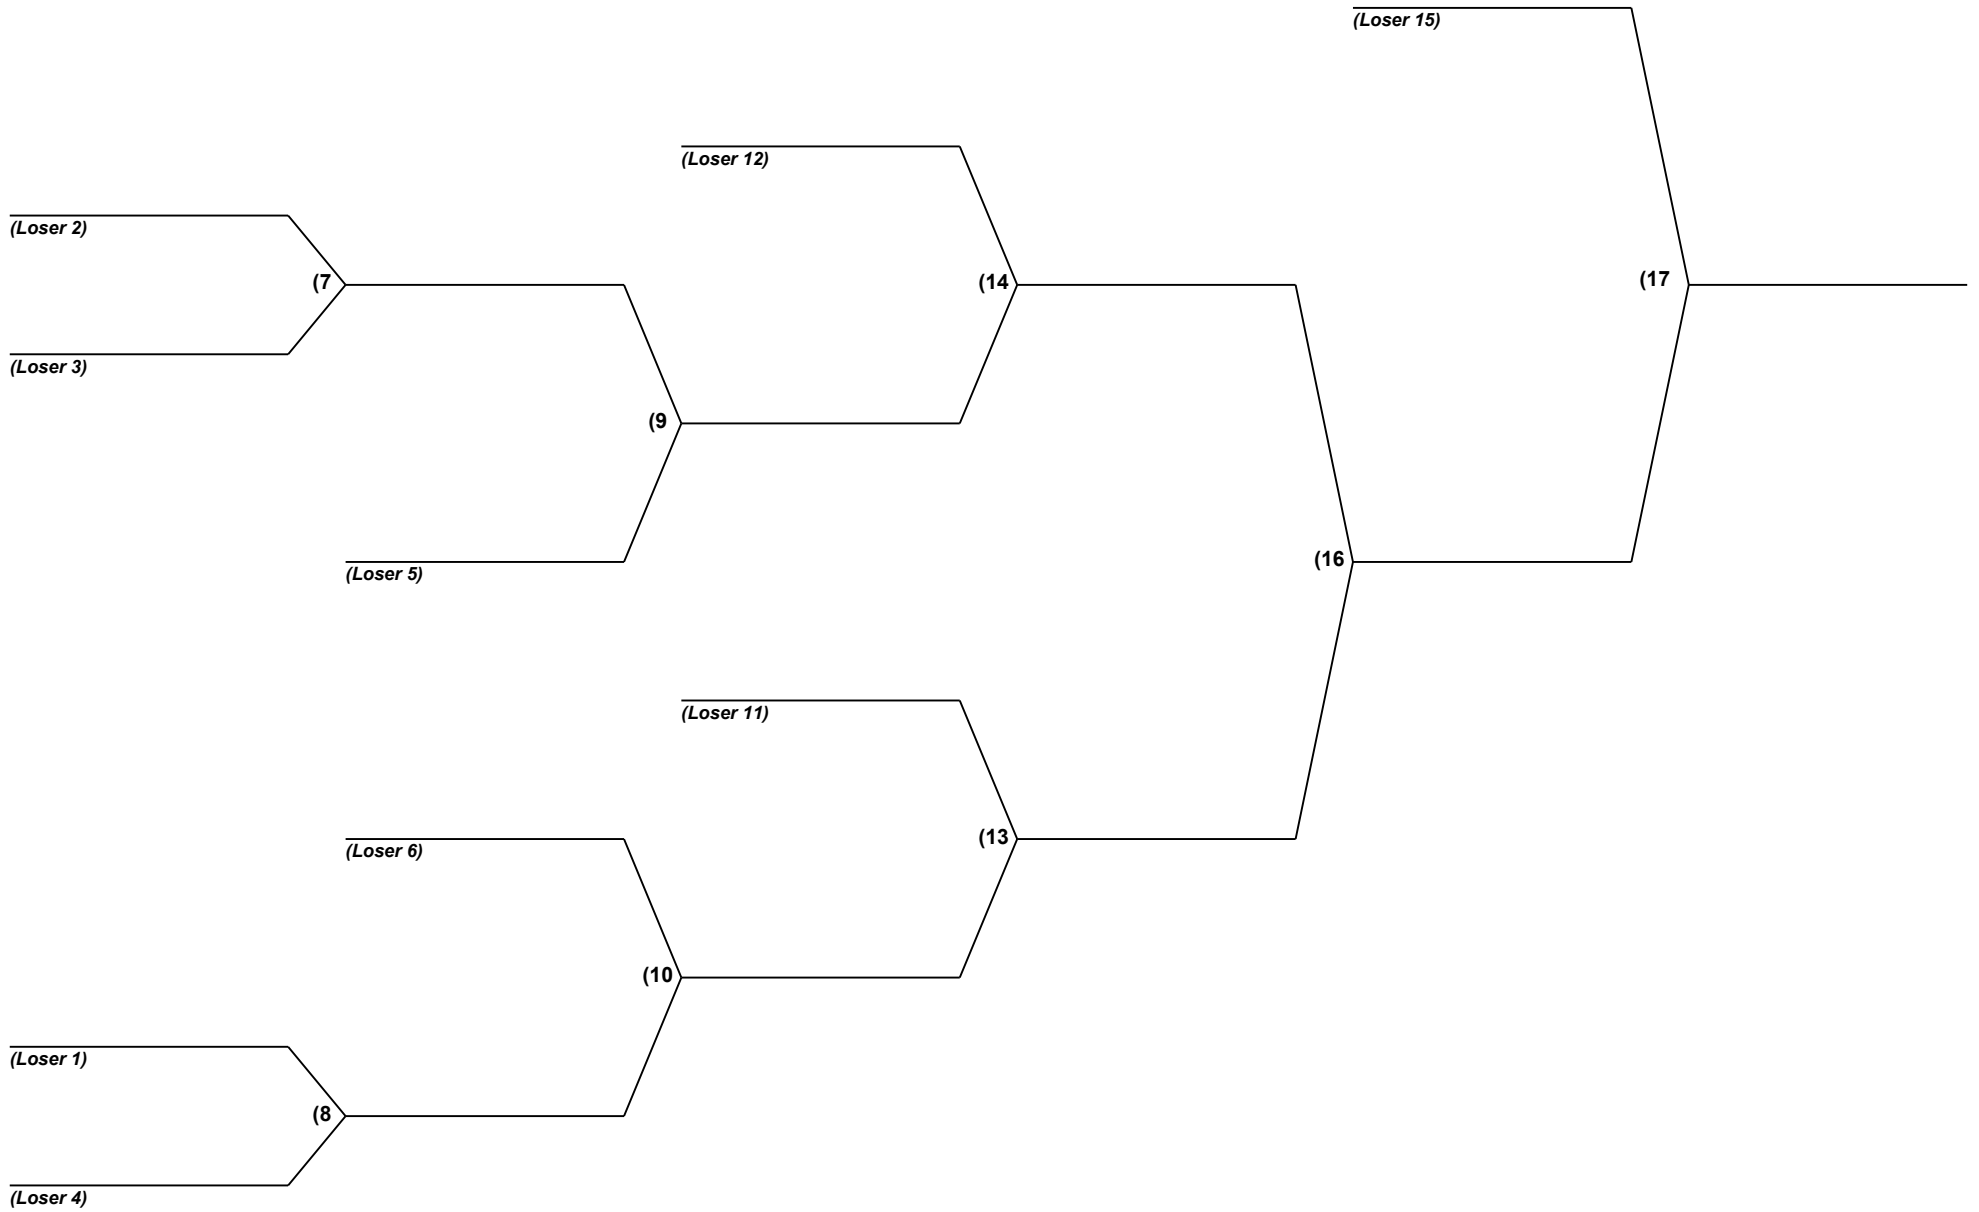 (Loser 15)
(Loser 12)
(Loser 2)
(7
(14
(17
(Loser 3)
(9
(16
(Loser 5)
(Loser 11)
(13
(Loser 6)
(10
(Loser 1)
(8
(Loser 4)